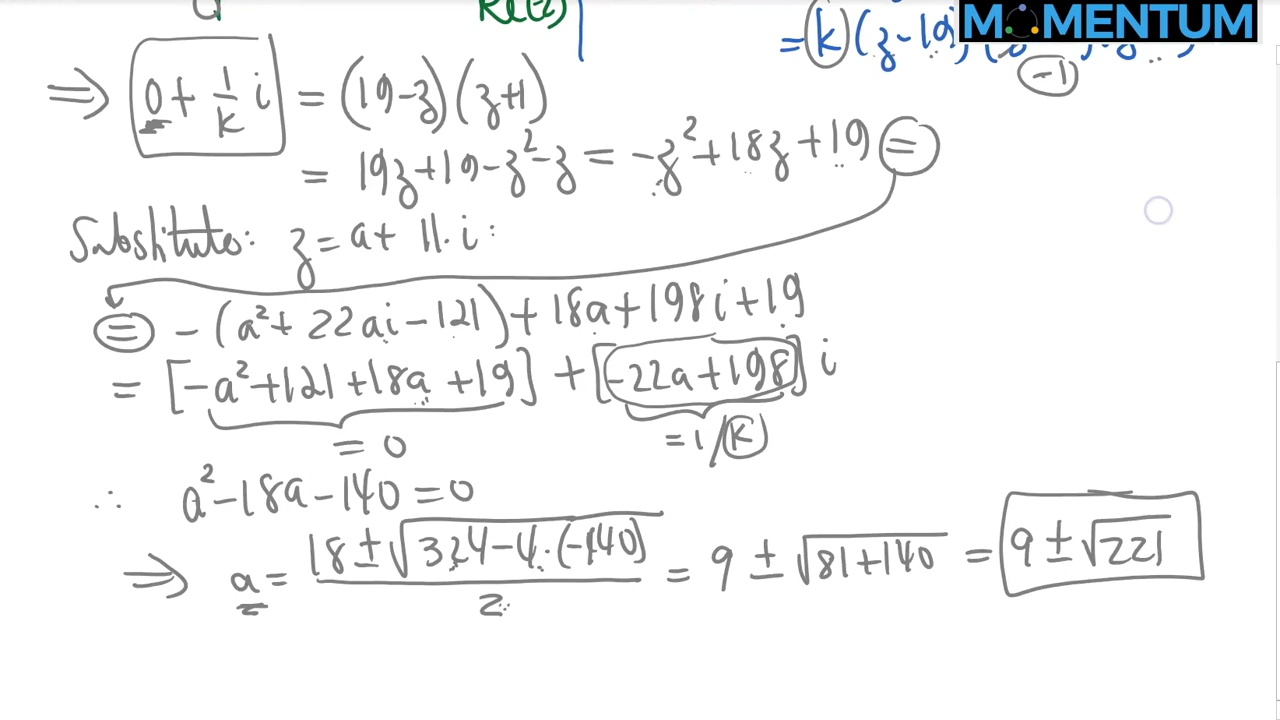 Re(z)
MOMENTUM
= k(z-19)
-1
⇒ 0 + 1/k i = (19-z)(z+1)
= 19z+19-z²-z = -z²+18z+19 =
Substitute: z = a + 11·i :
= -(a²+22ai-121)+18a+198i+19
= [-a²+121+18a+19] + [-22a+198] i
= 0
= 1/k
∴ a²-18a-140 = 0
⇒ a = (18 ± √(324-4·(-140)))/2 = 9 ± √(81+140) = 9 ± √221